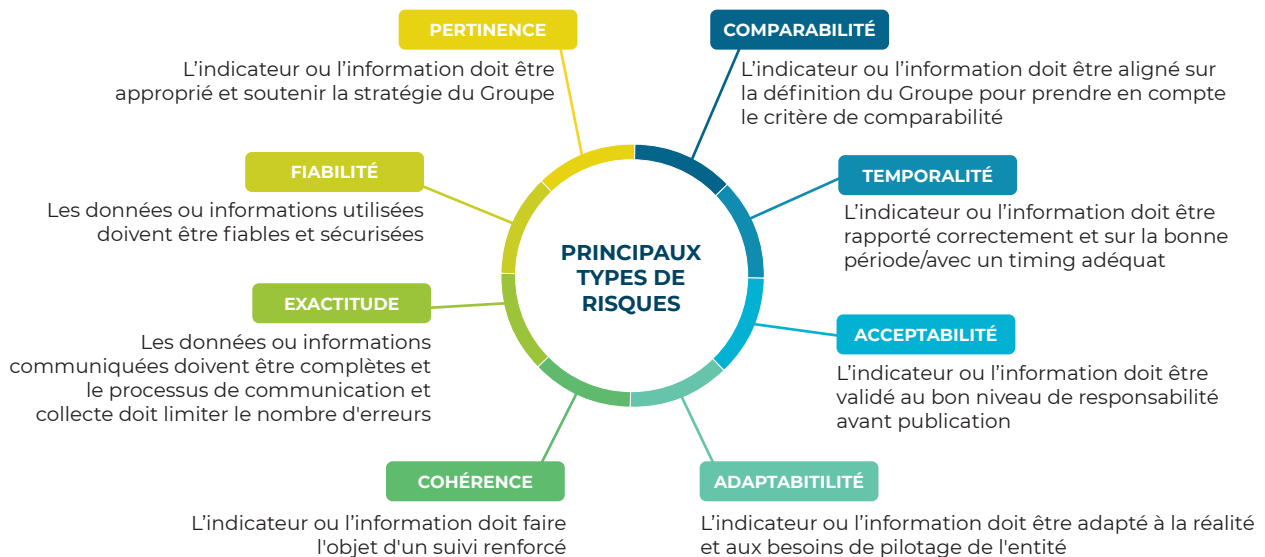 PERTINENCE
L’indicateur ou l’information doit être
approprié et soutenir la stratégie du Groupe
COMPARABILITÉ
L’indicateur ou l’information doit être aligné sur
la définition du Groupe pour prendre en compte
le critère de comparabilité
FIABILITÉ
Les données ou informations utilisées
doivent être fiables et sécurisées
TEMPORALITÉ
L’indicateur ou l’information doit être
rapporté correctement et sur la bonne
période/avec un timing adéquat
PRINCIPAUX
TYPES DE
RISQUES
EXACTITUDE
Les données ou informations
communiquées doivent être complètes et
le processus de communication et
collecte doit limiter le nombre d'erreurs
ACCEPTABILITÉ
L’indicateur ou l’information doit être
validé au bon niveau de responsabilité
avant publication
COHÉRENCE
L’indicateur ou l’information doit faire
l'objet d'un suivi renforcé
ADAPTABITILITÉ
L’indicateur ou l’information doit être adapté à la réalité
et aux besoins de pilotage de l'entité